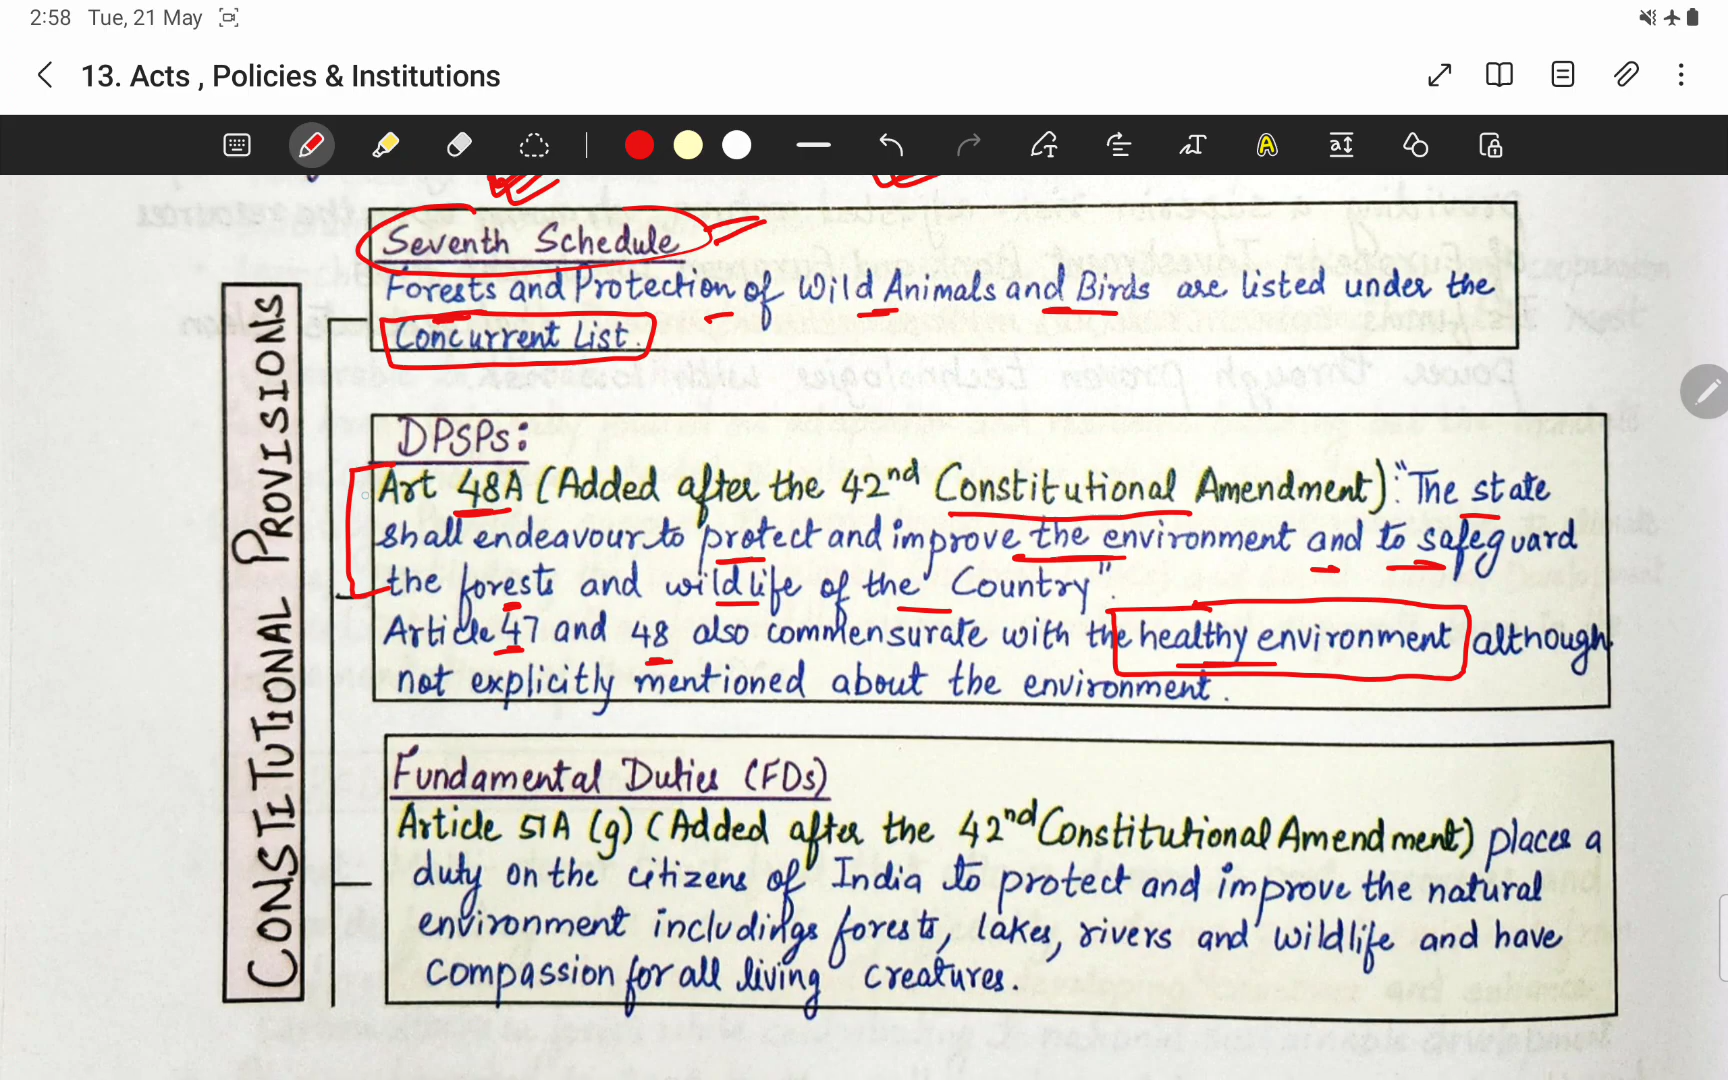 2:58 Tue, 21 May
13. Acts , Policies & Institutions
Seventh Schedule
Forests and Protection of Wild Animals and Birds are listed under the
Concurrent List.
CONSTITUTIONAL PROVISIONS
DPSPs:
Art 48A (Added after the 42nd Constitutional Amendment): "The state
shall endeavour to protect and improve the environment and to safeguard
the forests and wildlife of the Country".
Article 47 and 48 also commensurate with the healthy environment although
not explicitly mentioned about the environment.
Fundamental Duties (FDs)
Article 51A (g) (Added after the 42nd Constitutional Amendment) places a
duty on the citizens of India to protect and improve the natural
environment includings forests, lakes, rivers and wildlife and have
compassion for all living creatures.